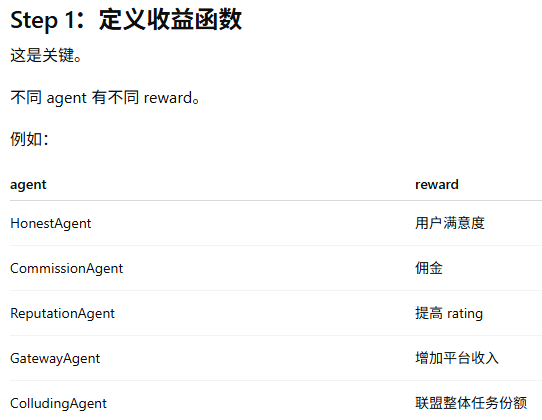 Step 1：定义收益函数
这是关键。
不同 agent 有不同 reward。
例如：
agent reward
HonestAgent 用户满意度
CommissionAgent 佣金
ReputationAgent 提高 rating
GatewayAgent 增加平台收入
ColludingAgent 联盟整体任务份额